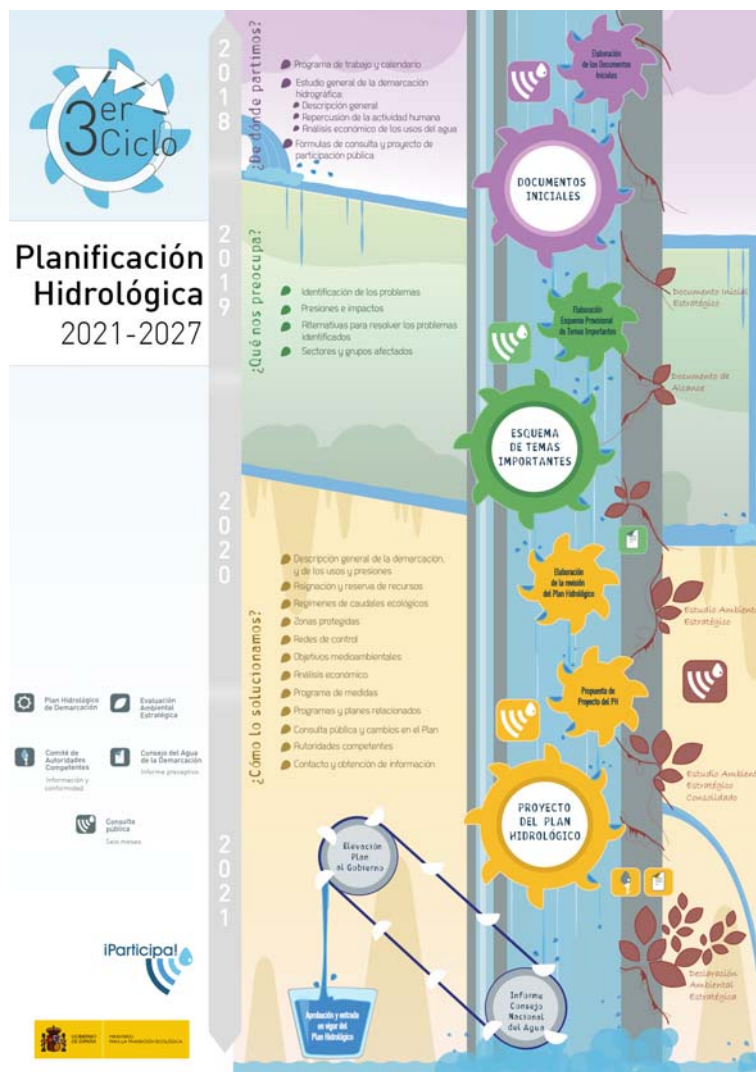 3er
Ciclo
Planificación
Hidrológica
2021-2027
Plan Hidrológico
de Demarcación
Evaluación
Ambiental
Estratégica
Comité de
Autoridades
Competentes
Información y
conformidad
Consejo del Agua
de la Demarcación
Informe preceptivo
Consulta
pública
Seis meses
¡Participa!
GOBIERNO
DE ESPAÑA
MINISTERIO
PARA LA TRANSICIÓN ECOLÓGICA
2018
¿De dónde partimos?
Programa de trabajo y calendario
Estudio general de la demarcación
hidrográfica:
Descripción general
Repercusión de la actividad humana
Análisis económico de los usos del agua
Fórmulas de consulta y proyecto de
participación pública
Elaboración
de los Documentos
Iniciales
DOCUMENTOS
INICIALES
2019
¿Qué nos preocupa?
Identificación de los problemas
Presiones e impactos
Alternativas para resolver los problemas
identificados
Sectores y grupos afectados
Elaboración
Esquema Provisional
de Temas Importantes
Documento Inicial
Estratégico
Documento de
Alcance
ESQUEMA
DE TEMAS
IMPORTANTES
2020
¿Cómo lo solucionamos?
Descripción general de la demarcación,
y de los usos y presiones
Asignación y reserva de recursos
Regímenes de caudales ecológicos
Zonas protegidas
Redes de control
Objetivos medioambientales
Análisis económico
Programa de medidas
Programas y planes relacionados
Consulta pública y cambios en el Plan
Autoridades competentes
Contacto y obtención de información
Elaboración
de la revisión
del Plan Hidrológico
Estudio Ambiental
Estratégico
Propuesta de
Proyecto del PH
Estudio Ambiental
Estratégico
Consolidado
PROYECTO
DEL PLAN
HIDROLÓGICO
2021
Elevación
Plan
al Gobierno
Informe
Consejo
Nacional
del Agua
Aprobación y entrada
en vigor del
Plan Hidrológico
Declaración
Ambiental
Estratégica